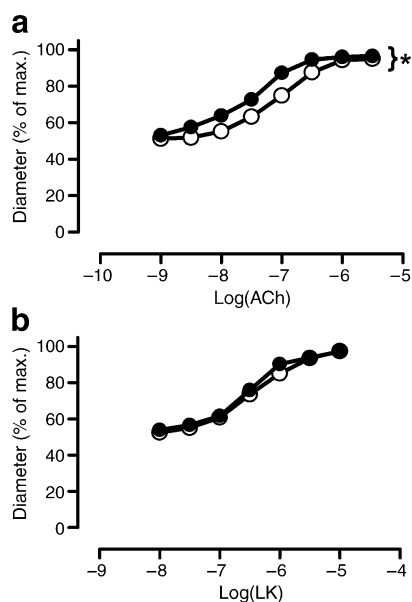 a
100
80
60
40
20
0
Diameter (% of max.)
} *
−10 −9 −8 −7 −6 −5
Log(ACh)
b
100
80
60
40
20
0
Diameter (% of max.)
−9 −8 −7 −6 −5 −4
Log(LK)